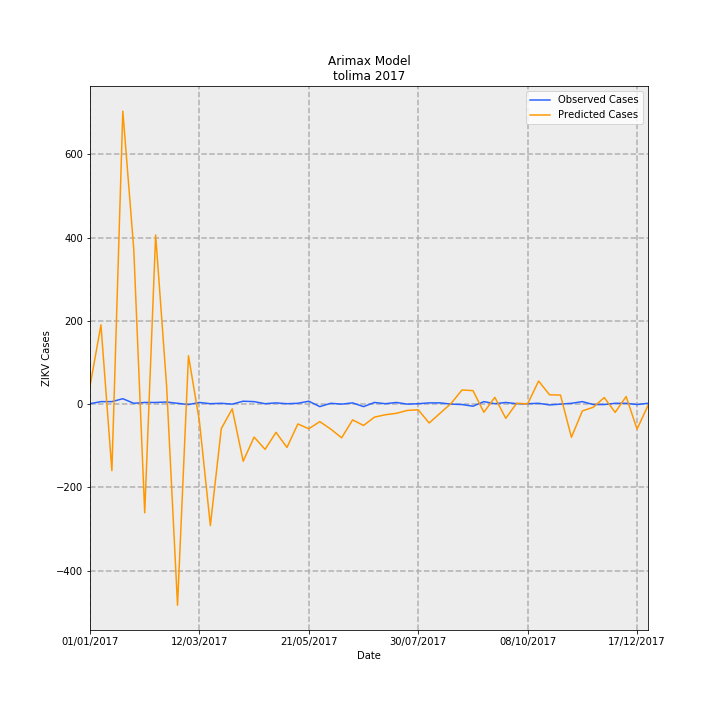 Arimax Model
tolima 2017
Observed Cases
Predicted Cases
600
400
200
0
−200
−400
ZIKV Cases
01/01/2017 12/03/2017 21/05/2017 30/07/2017 08/10/2017 17/12/2017
Date